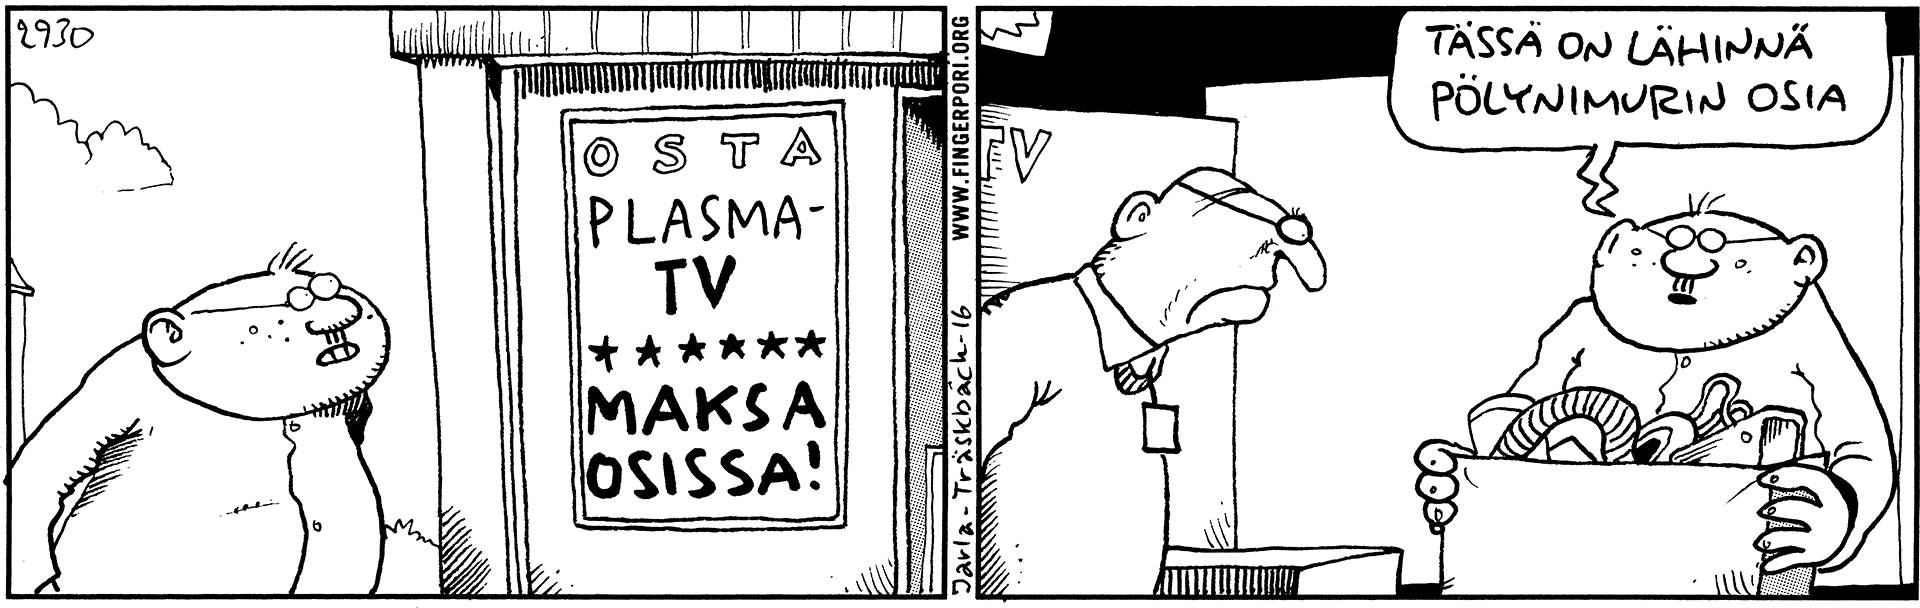 2930
OSTA
PLASMA-
TV
★★★★★★
MAKSA
OSISSA!
Jarla-Träskbäck-16
WWW.FINGERPORI.ORG
TV
TÄSSÄ ON LÄHINNÄ
PÖLYNIMURIN OSIA